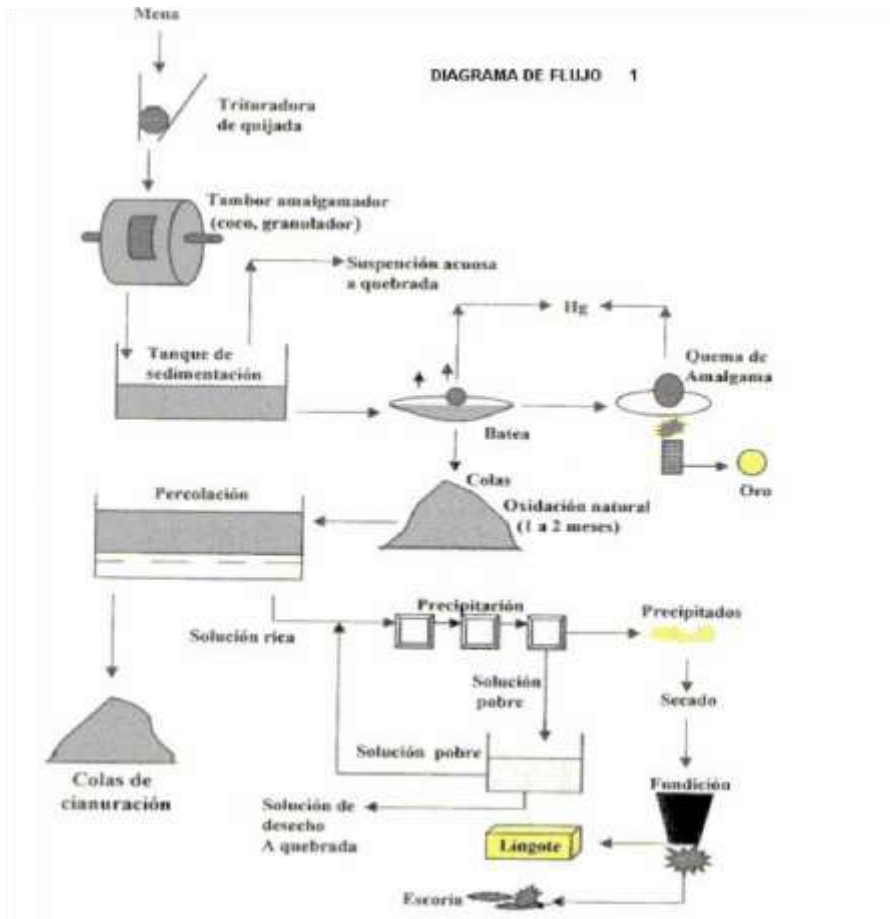 Mena
DIAGRAMA DE FLUJO 1
Trituradora
de quijada
Tambor amalgamador
(coco, granulador)
Suspención acuosa
a quebrada
Hg
Tanque de
sedimentación
Quema de
Amalgama
Batea
Oro
Colas
Oxidación natural
(1 a 2 meses)
Percolación
Precipitación
Precipitados
Solución rica
Solución
pobre
Secado
Solución pobre
Fundición
Colas de
cianuración
Solución de
desecho
A quebrada
Lingote
Escoria